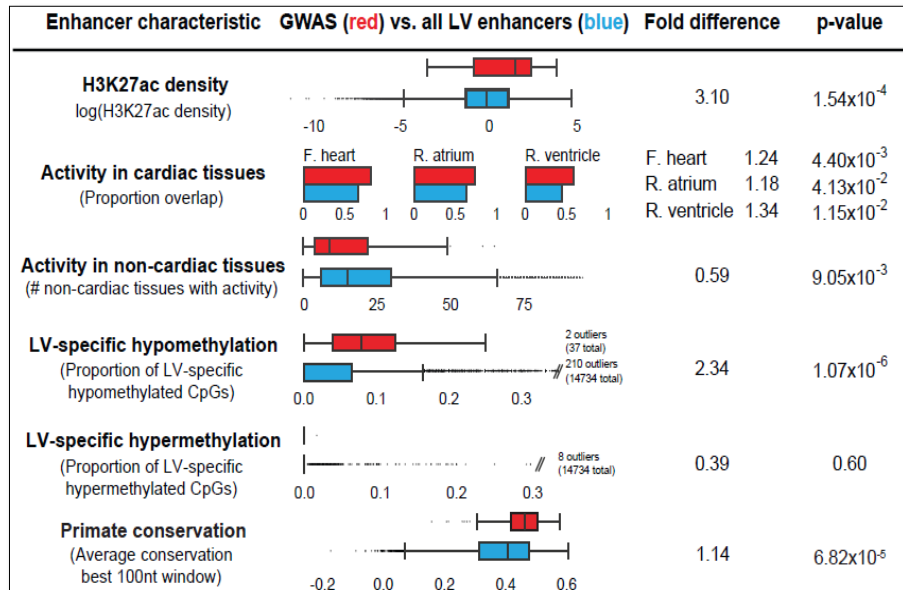 Enhancer characteristic GWAS (red) vs. all LV enhancers (blue) Fold difference p-value
H3K27ac density
log(H3K27ac density)
3.10 1.54x10^-4
-10 -5 0 5
Activity in cardiac tissues
(Proportion overlap)
F. heart R. atrium R. ventricle
0 0.5 1 0 0.5 1 0 0.5 1
F. heart 1.24 4.40x10^-3
R. atrium 1.18 4.13x10^-2
R. ventricle 1.34 1.15x10^-2
Activity in non-cardiac tissues
(# non-cardiac tissues with activity)
0 25 50 75
0.59 9.05x10^-3
LV-specific hypomethylation
(Proportion of LV-specific
hypomethylated CpGs)
2 outliers
(37 total)
210 outliers
(14734 total)
0.0 0.1 0.2 0.3
2.34 1.07x10^-6
LV-specific hypermethylation
(Proportion of LV-specific
hypermethylated CpGs)
8 outliers
(14734 total)
0.0 0.1 0.2 0.3
0.39 0.60
Primate conservation
(Average conservation
best 100nt window)
-0.2 0.0 0.2 0.4 0.6
1.14 6.82x10^-5